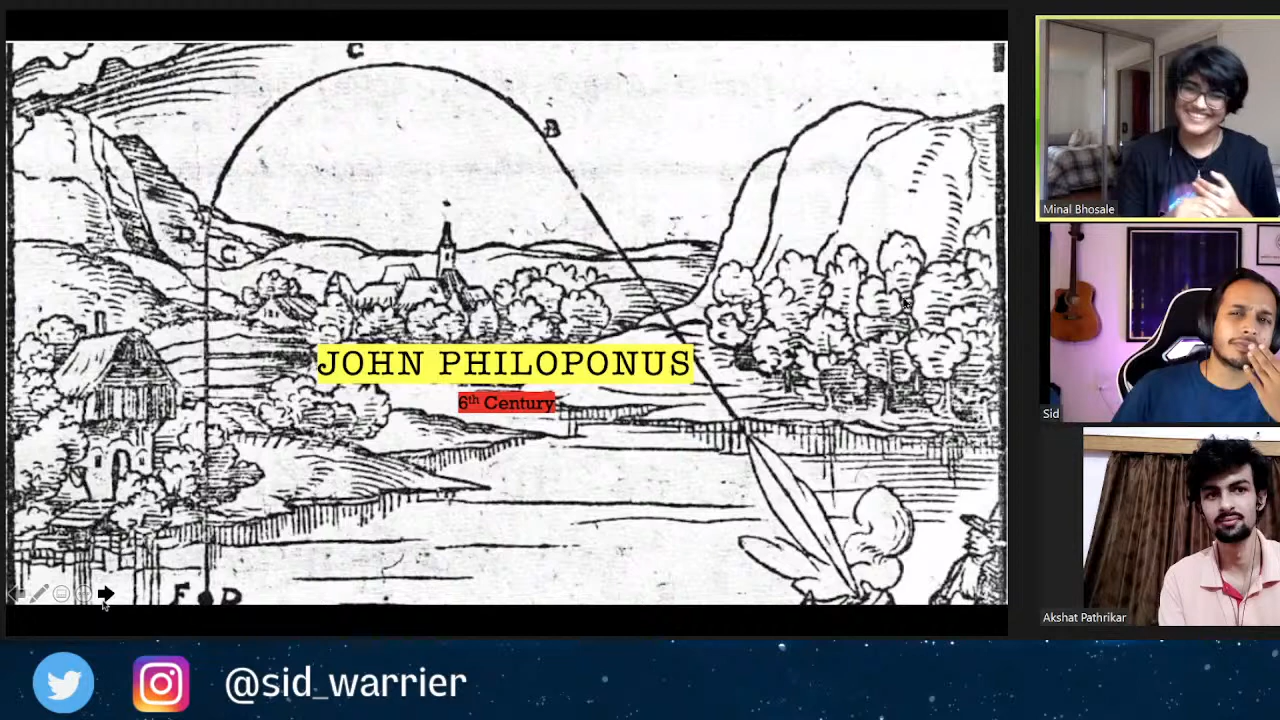 C
B
D
C
JOHN PHILOPONUS
6th Century
F D
Minal Bhosale
Sid
Akshat Pathrikar
@sid_warrier